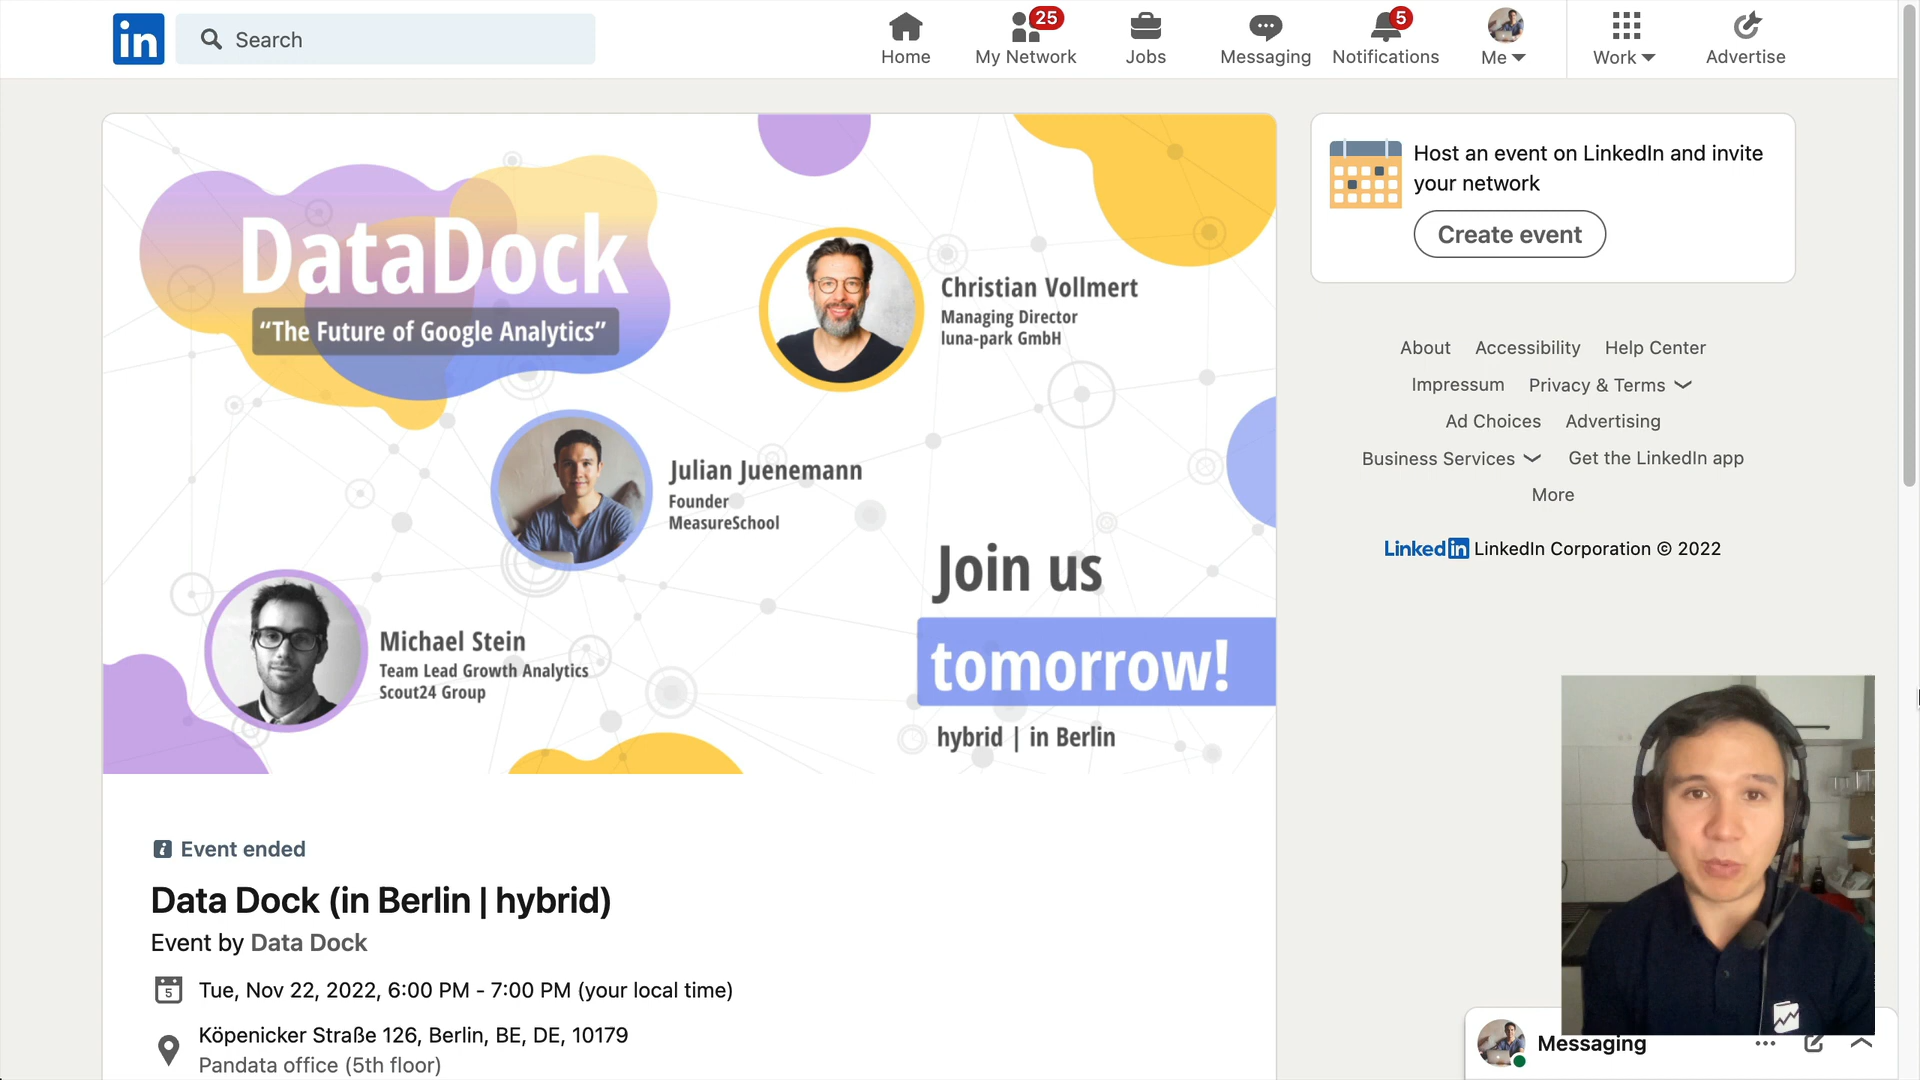 in
Search
Home
My Network
25
Jobs
Messaging
Notifications
5
Me
Work
Advertise
DataDock
“The Future of Google Analytics”
Christian Vollmert
Managing Director
luna-park GmbH
Julian Juenemann
Founder
MeasureSchool
Michael Stein
Team Lead Growth Analytics
Scout24 Group
Join us
tomorrow!
hybrid | in Berlin
Host an event on LinkedIn and invite
your network
Create event
About Accessibility Help Center
Impressum Privacy & Terms
Ad Choices Advertising
Business Services Get the LinkedIn app
More
LinkedIn LinkedIn Corporation © 2022
Event ended
Data Dock (in Berlin | hybrid)
Event by Data Dock
5
Tue, Nov 22, 2022, 6:00 PM - 7:00 PM (your local time)
Köpenicker Straße 126, Berlin, BE, DE, 10179
Pandata office (5th floor)
Messaging